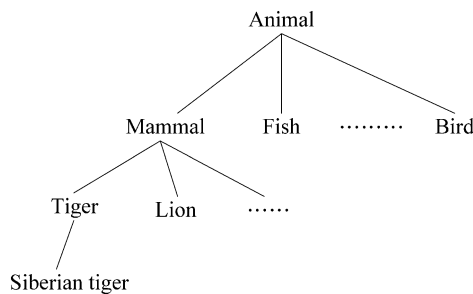 Animal
Mammal Fish ......... Bird
Tiger Lion ......
Siberian tiger